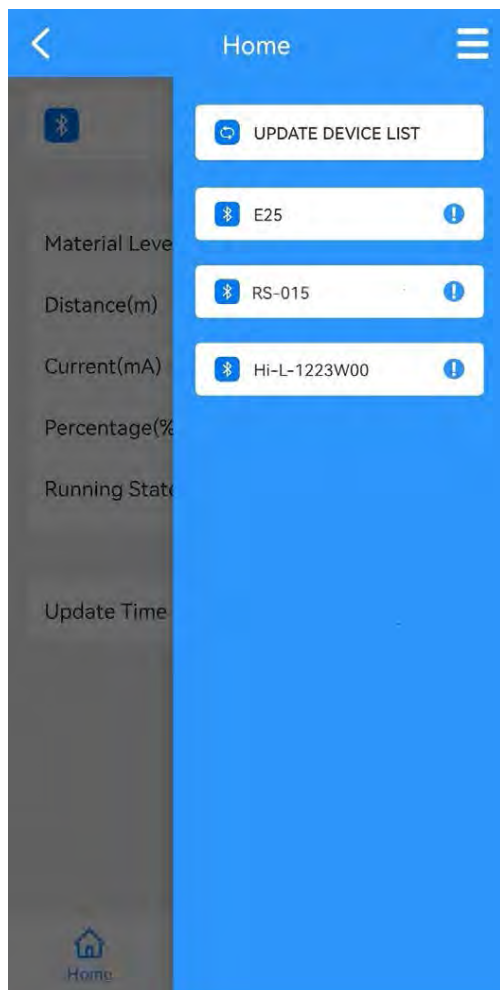 Home
UPDATE DEVICE LIST
E25
RS-015
Hi-L-1223W00
Material Leve
Distance(m)
Current(mA)
Percentage(%
Running State
Update Time
Home